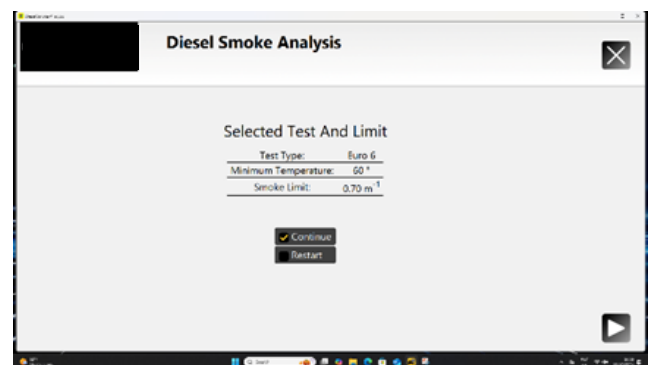 Diesel Smoke Analysis
Selected Test And Limit
Test Type: Euro 6
Minimum Temperature: 60 °
Smoke Limit: 0.70 m⁻¹
Continue
Restart
Search